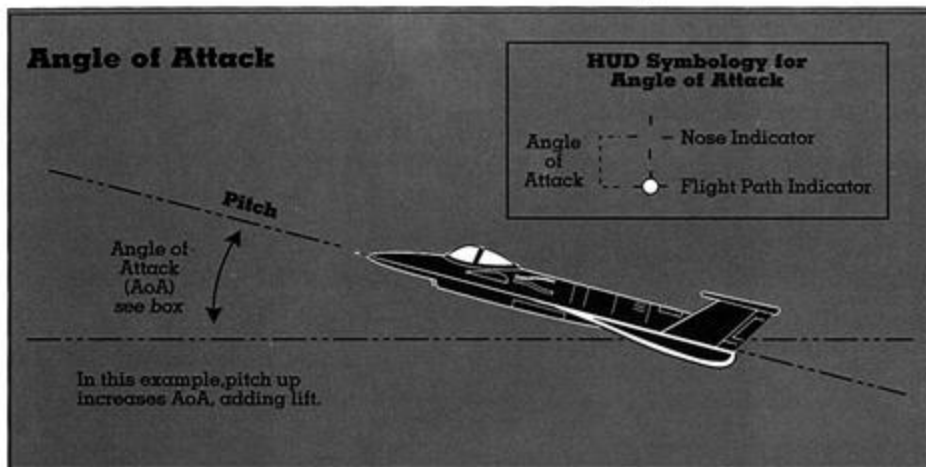 Angle of Attack
HUD Symbology for
Angle of Attack
Angle
of
Attack
Nose Indicator
Flight Path Indicator
Pitch
Angle of
Attack
(AoA)
see box
In this example,pitch up
increases AoA, adding lift.